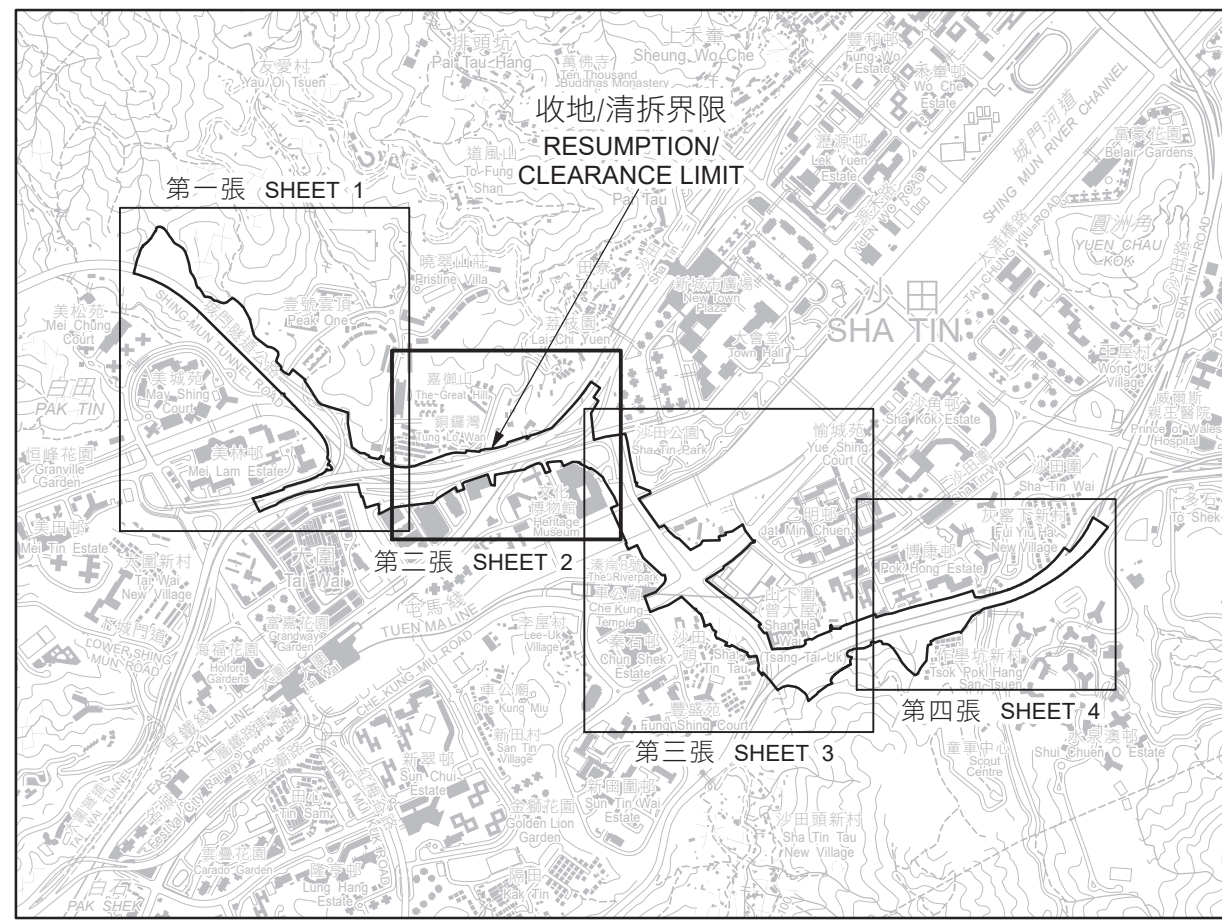 排頭坑
Pai Tau Hang
萬佛寺
Ten Thousand
Buddhas Monastery
上禾輋
Sheung Wo Che
豐和邨
Fung Wo
Estate
禾輋邨
Wo Che
Estate
友愛村
Yau Oi Tsuen
收地/清拆界限
RESUMPTION/
CLEARANCE LIMIT
道風山
To Fung
Shan
瀝源邨
Lek Yuen
Estate
城門河道
SHING MUN RIVER CHANNEL
富豪花園
Belair Gardens
第一張 SHEET 1
Pai Tau
大涌橋路
TAI CHUNG KIU ROAD
圓洲角
YUEN CHAU
KOK
沙田路
SHA TIN ROAD
曉翠山莊
Pristine Villa
田寮
Tin Liu
新城市廣場
New Town
Plaza
沙田
SHA TIN
美松苑
Mei Chung
Court
城門隧道公路
SHING MUN TUNNEL ROAD
壹號雲頂
Peak One
荔枝園
Lai Chi Yuen
大會堂
Town Hall
王屋村
Wong Uk
Village
白田
PAK TIN
美城苑
May Shing
Court
嘉御山
The Great Hill
銅鑼灣
Tung Lo Wan
沙田公園
Sha Tin Park
愉城苑
Yue Shing
Court
沙角邨
Sha Kok Estate
威爾斯
親王醫院
Prince of Wales
Hospital
恒峰花園
Granville
Garden
美林邨
Mei Lam Estate
文化
博物館
Heritage
Museum
乙明邨
Jat Min Chuen
沙田圍
Sha Tin Wai
灰窰下新村
Fui Yiu Ha
New Village
多石
To Shek
美田邨
Mei Tin Estate
大圍新村
Tai Wai
New Village
大圍
Tai Wai
第二張 SHEET 2
溱岸8號
The Riverpark
車公廟
Che Kung
Temple
山下圍
(曾大屋)
Shan Ha
Wai
Tsang Tai Uk
博康邨
Pok Hong Estate
下城門道
LOWER SHING
MUN ROAD
富嘉花園
Grandway
Garden
屯馬綫
TUEN MA LINE
李屋村
Lee Uk
Village
秦石邨
Chun Shek
Estate
沙田頭
Sha
Tin Tau
作壆坑新村
Tsok Pok Hang
San Tsuen
海福花園
Holford
Gardens
CHE KUNG MIU ROAD
車公廟
Che Kung Miu
豐盛苑
Fung Shing Court
第四張 SHEET 4
第三張 SHEET 3
水泉澳邨
Shui Chuen O Estate
東鐵綫
EAST RAIL LINE
新田村
San Tin
Village
童軍中心
Scout
Centre
新翠邨
Sun Chui
Estate
新田圍邨
Sun Tin Wai
Estate
田心
Tin Sam
金獅花園
Golden Lion
Garden
沙田頭新村
Sha Tin Tau
New Village
雲疊花園
Carado Garden
隆亨邨
Lung Hang
Estate
隔田
Kak Tin
白石
PAK SHEK